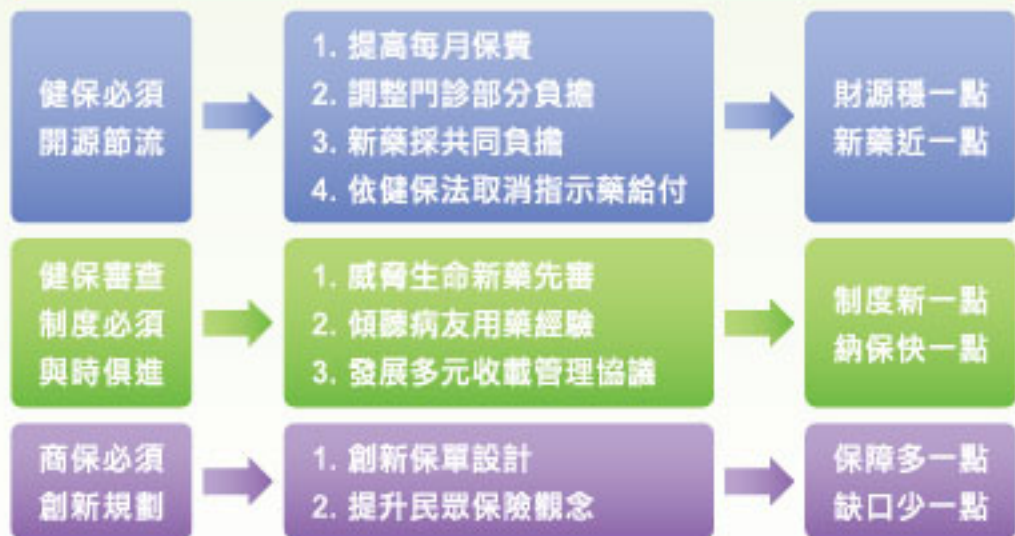 健保必須
開源節流
1. 提高每月保費
2. 調整門診部分負擔
3. 新藥採共同負擔
4. 依健保法取消指示藥給付
財源穩一點
新藥近一點
健保審查
制度必須
與時俱進
1. 威脅生命新藥先審
2. 傾聽病友用藥經驗
3. 發展多元收載管理協議
制度新一點
納保快一點
商保必須
創新規劃
1. 創新保單設計
2. 提升民眾保險觀念
保障多一點
缺口少一點